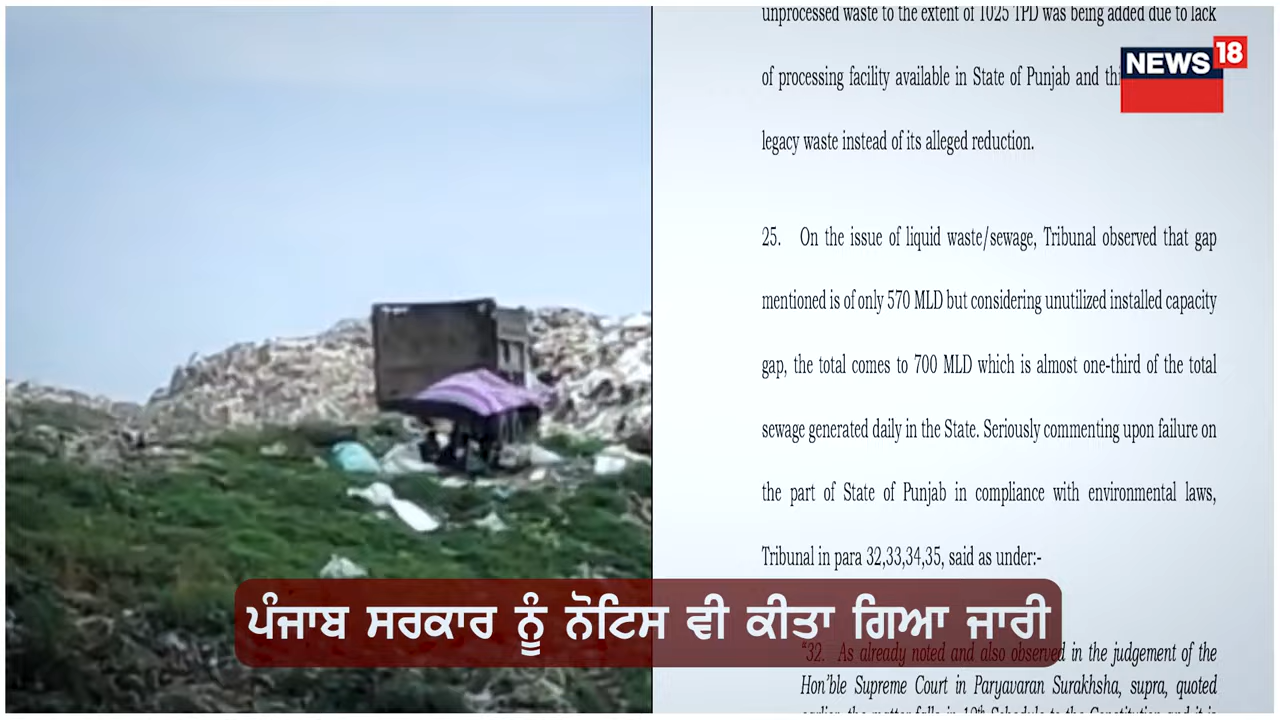 unprocessed waste to the extent of 1025 TPD was being added due to lack
of processing facility available in State of Punjab and
legacy waste instead of its alleged reduction.
NEWS 18
25. On the issue of liquid waste/sewage, Tribunal observed that gap
mentioned is of only 570 MLD but considering unutilized installed capacity
gap, the total comes to 700 MLD which is almost one-third of the total
sewage generated daily in the State. Seriously commenting upon failure on
the part of State of Punjab in compliance with environmental laws,
Tribunal in para 32,33,34,35, said as under:-
ਪੰਜਾਬ ਸਰਕਾਰ ਨੂੰ ਨੋਟਿਸ ਵੀ ਕੀਤਾ ਗਿਆ ਜਾਰੀ
"32. As already noted and also observed in the judgement of the
Hon'ble Supreme Court in Paryavaran Surakhsha, supra, quoted